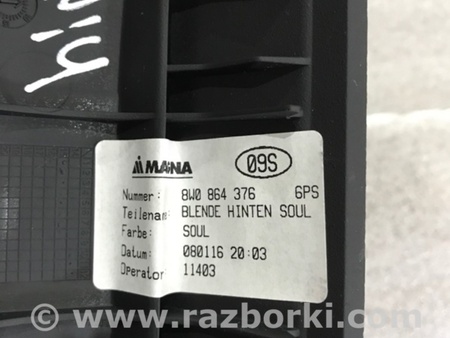 MANA
09S
Nummer: 8W0 864 376 6PS
Teilenam: BLENDE HINTEN SOUL
Farbe: SOUL
Datum: 080116 20:03
Operator 11403
© www.razborki.com